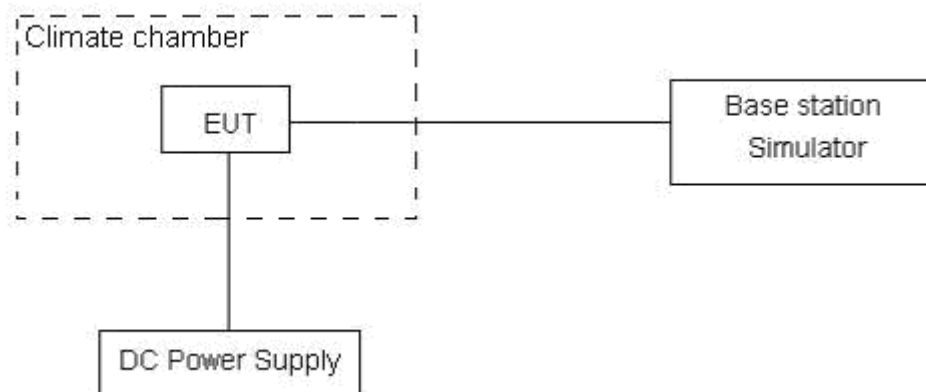 Climate chamber
EUT
Base station
Simulator
DC Power Supply